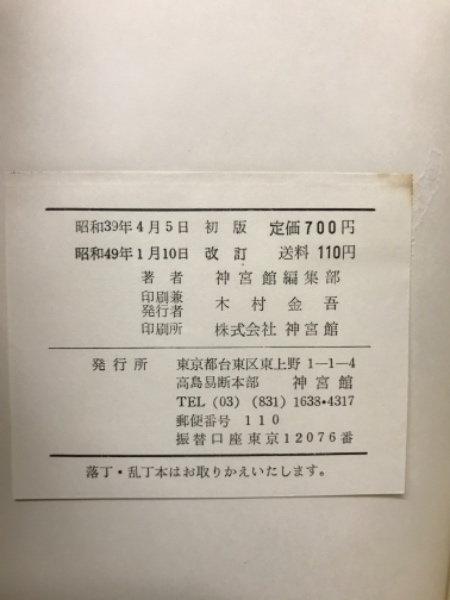 昭和39年4月5日 初版 定価700円
昭和49年1月10日 改訂 送料 110円
著者 神宮館編集部
印刷兼発行者 木村金吾
印刷所 株式会社 神宮館
発行所 東京都台東区東上野 1―1―4
高島易断本部 神宮館
TEL (03) (831) 1638・4317
郵便番号 110
振替口座東京12076番
落丁・乱丁本はお取りかえいたします。